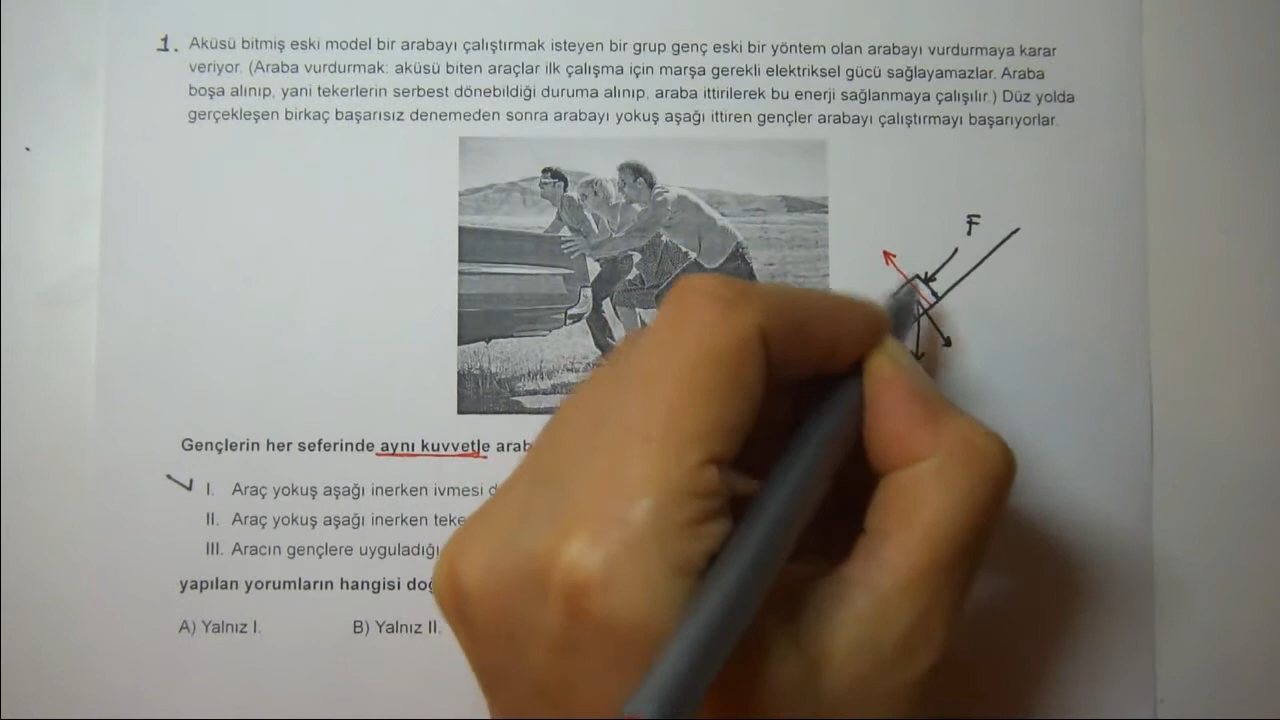 1. Aküsü bitmiş eski model bir arabayı çalıştırmak isteyen bir grup genç eski bir yöntem olan arabayı vurdurmaya karar
veriyor. (Araba vurdurmak: aküsü biten araçlar ilk çalışma için marşa gerekli elektriksel gücü sağlayamazlar. Araba
boşa alınıp, yani tekerlerin serbest dönebildiği duruma alınıp, araba ittirilerek bu enerji sağlanmaya çalışılır.) Düz yolda
gerçekleşen birkaç başarısız denemeden sonra arabayı yokuş aşağı ittiren gençler arabayı çalıştırmayı başarıyorlar.
F
Gençlerin her seferinde aynı kuvvetle
I. Araç yokuş aşağı inerken ivmesi
II. Araç yokuş aşağı inerken
III. Aracın gençlere uyguladığı
yapılan yorumların hangisi
A) Yalnız I.
B) Yalnız II.